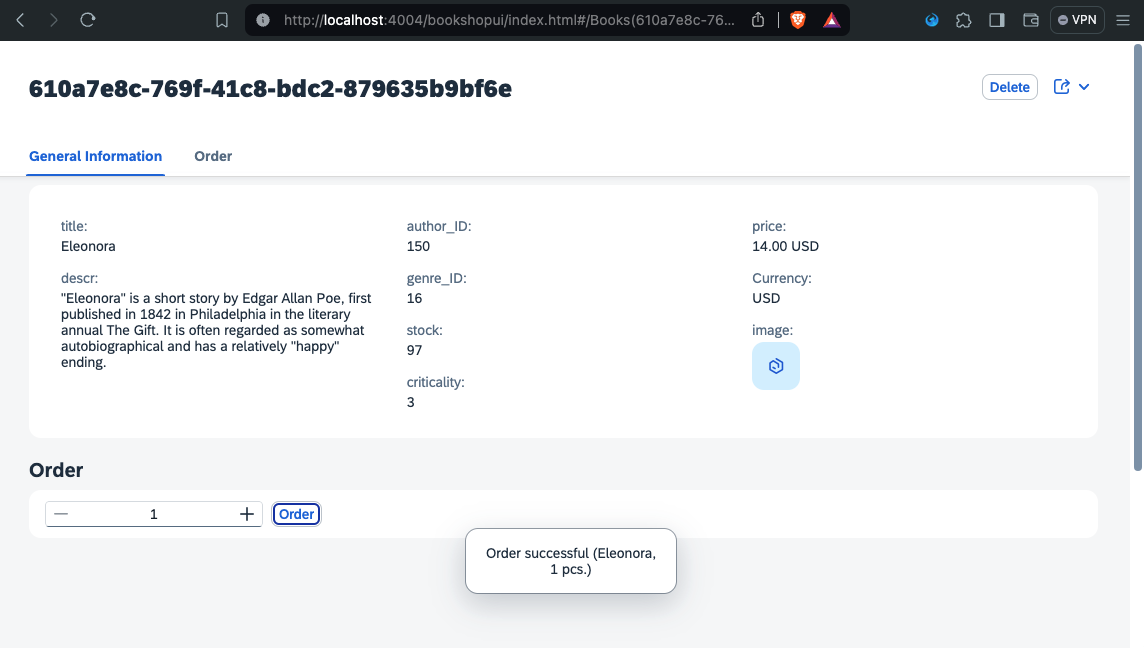 http://localhost:4004/bookshopui/index.html#/Books(610a7e8c-76...
VPN
610a7e8c-769f-41c8-bdc2-879635b9bf6e
Delete
General Information
Order
title:
Eleonora
descr:
"Eleonora" is a short story by Edgar Allan Poe, first
published in 1842 in Philadelphia in the literary
annual The Gift. It is often regarded as somewhat
autobiographical and has a relatively "happy"
ending.
author_ID:
150
genre_ID:
16
stock:
97
criticality:
3
price:
14.00 USD
Currency:
USD
image:
Order
1
Order
Order successful (Eleonora,
1 pcs.)